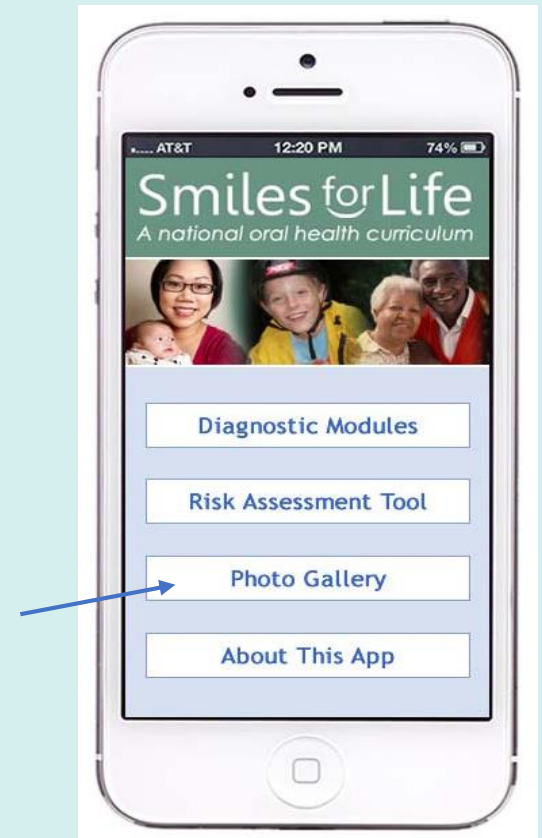 AT&T 12:20 PM 74%
Smiles for Life
A national oral health curriculum
Diagnostic Modules
Risk Assessment Tool
Photo Gallery
About This App